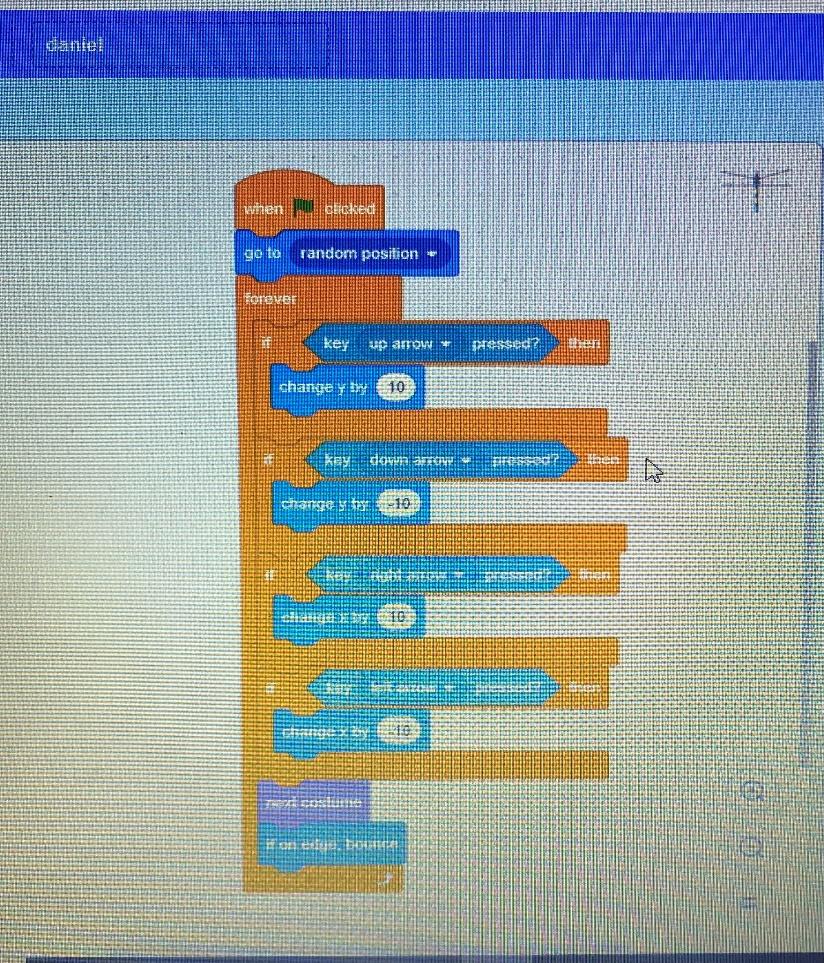 daniel
when clicked
go to random position
forever
if key up arrow pressed? then
change y by 10
if key down arrow pressed? then
change y by -10
if key right arrow pressed? then
change x by 10
if key left arrow pressed? then
change x by -10
next costume
if on edge, bounce